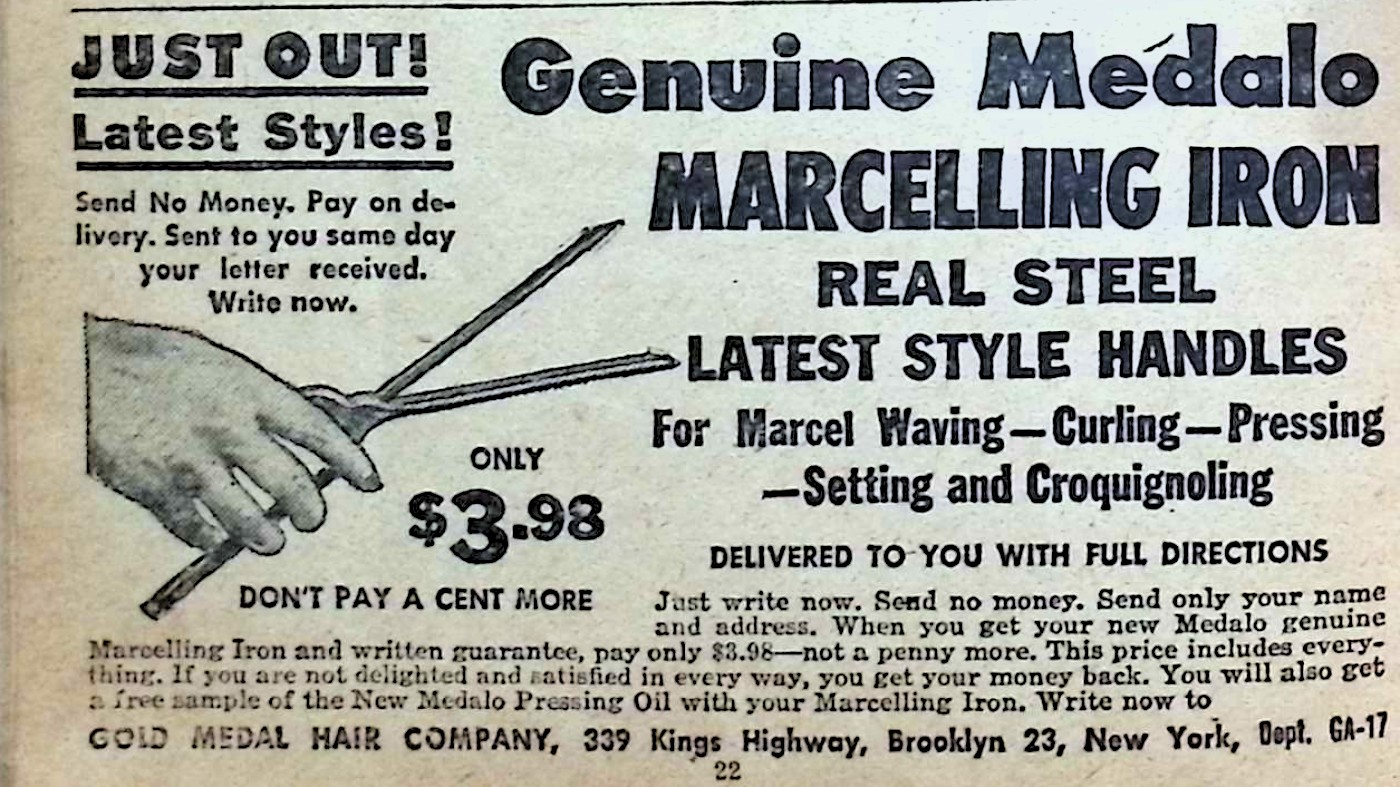 JUST OUT!
Latest Styles!
Send No Money. Pay on de-
livery. Sent to you same day
your letter received.
Write now.
Genuine Medalo
MARCELLING IRON
REAL STEEL
LATEST STYLE HANDLES
For Marcel Waving—Curling—Pressing
—Setting and Croquignoling
ONLY
$3.98
DON'T PAY A CENT MORE
DELIVERED TO YOU WITH FULL DIRECTIONS
Just write now. Send no money. Send only your name
and address. When you get your new Medalo genuine
Marcelling Iron and written guarantee, pay only $3.98—not a penny more. This price includes every-
thing. If you are not delighted and satisfied in every way, you get your money back. You will also get
a free sample of the New Medalo Pressing Oil with your Marcelling Iron. Write now to
GOLD MEDAL HAIR COMPANY, 339 Kings Highway, Brooklyn 23, New York, Dept. GA-17
22